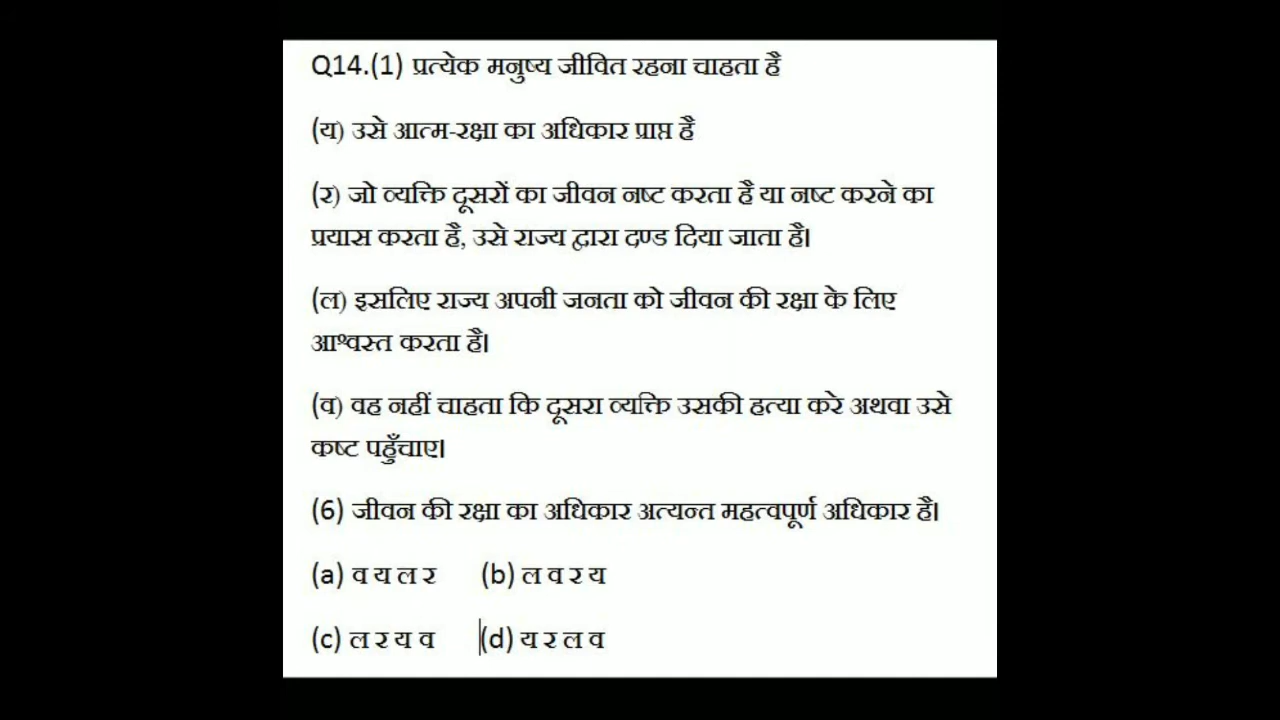 Q14.(1) प्रत्येक मनुष्य जीवित रहना चाहता है
(य) उसे आत्म-रक्षा का अधिकार प्राप्त है
(र) जो व्यक्ति दूसरों का जीवन नष्ट करता है या नष्ट करने का
प्रयास करता है, उसे राज्य द्वारा दण्ड दिया जाता है।
(ल) इसलिए राज्य अपनी जनता को जीवन की रक्षा के लिए
आश्वस्त करता है।
(व) वह नहीं चाहता कि दूसरा व्यक्ति उसकी हत्या करे अथवा उसे
कष्ट पहुँचाए।
(6) जीवन की रक्षा का अधिकार अत्यन्त महत्वपूर्ण अधिकार है।
(a) व य ल र (b) ल व र य
(c) ल र य व (d) य र ल व